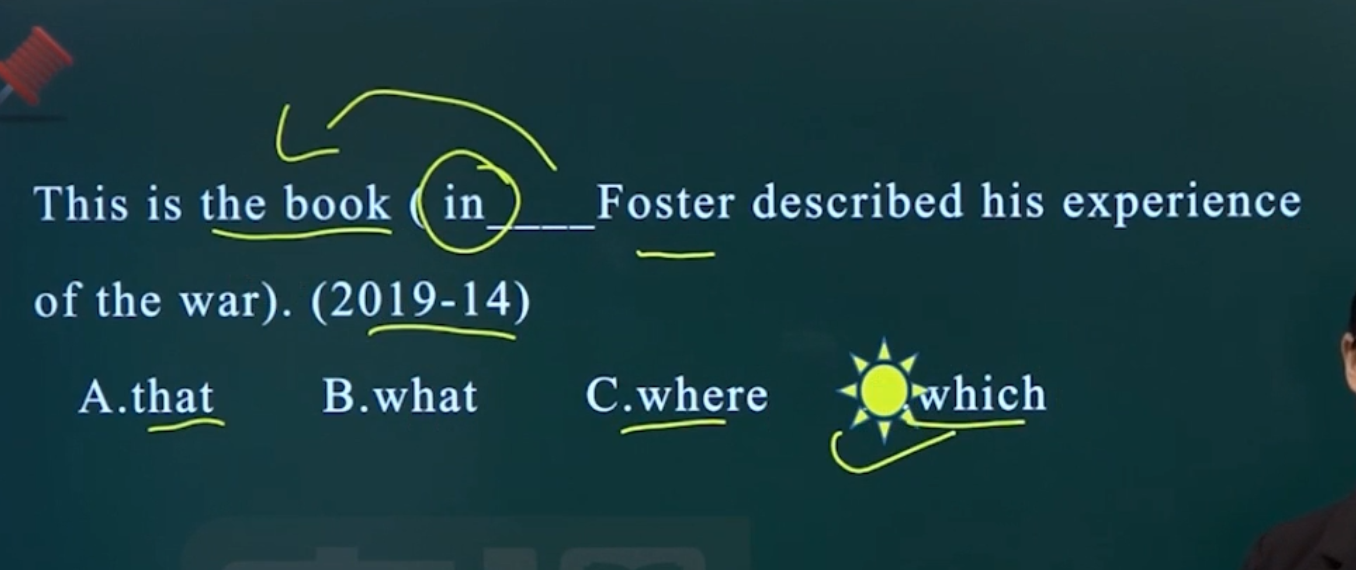 This is the book ( in____Foster described his experience
of the war). (2019-14)
A.that B.what C.where .which